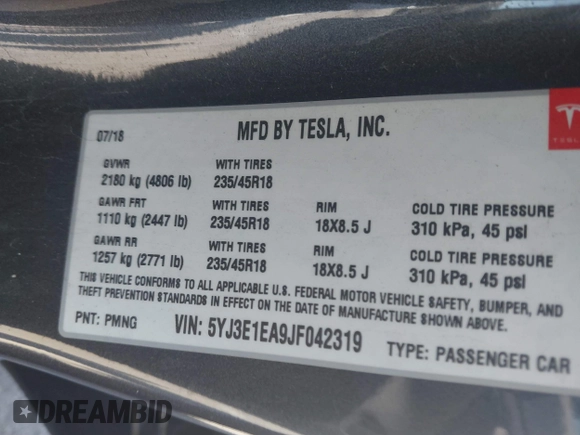 07/18 MFD BY TESLA, INC.
GVWR WITH TIRES
2180 kg (4806 lb) 235/45R18
GAWR FRT WITH TIRES RIM COLD TIRE PRESSURE
1110 kg (2447 lb) 235/45R18 18X8.5 J 310 kPa, 45 psi
GAWR RR WITH TIRES RIM COLD TIRE PRESSURE
1257 kg (2771 lb) 235/45R18 18X8.5 J 310 kPa, 45 psi
THIS VEHICLE CONFORMS TO ALL APPLICABLE U.S. FEDERAL MOTOR VEHICLE SAFETY, BUMPER, AND
THEFT PREVENTION STANDARDS IN EFFECT ON THE DATE OF MANUFACTURE SHOWN ABOVE.
PNT: PMNG VIN: 5YJ3E1EA9JF042319 TYPE: PASSENGER CAR
DREAMBID